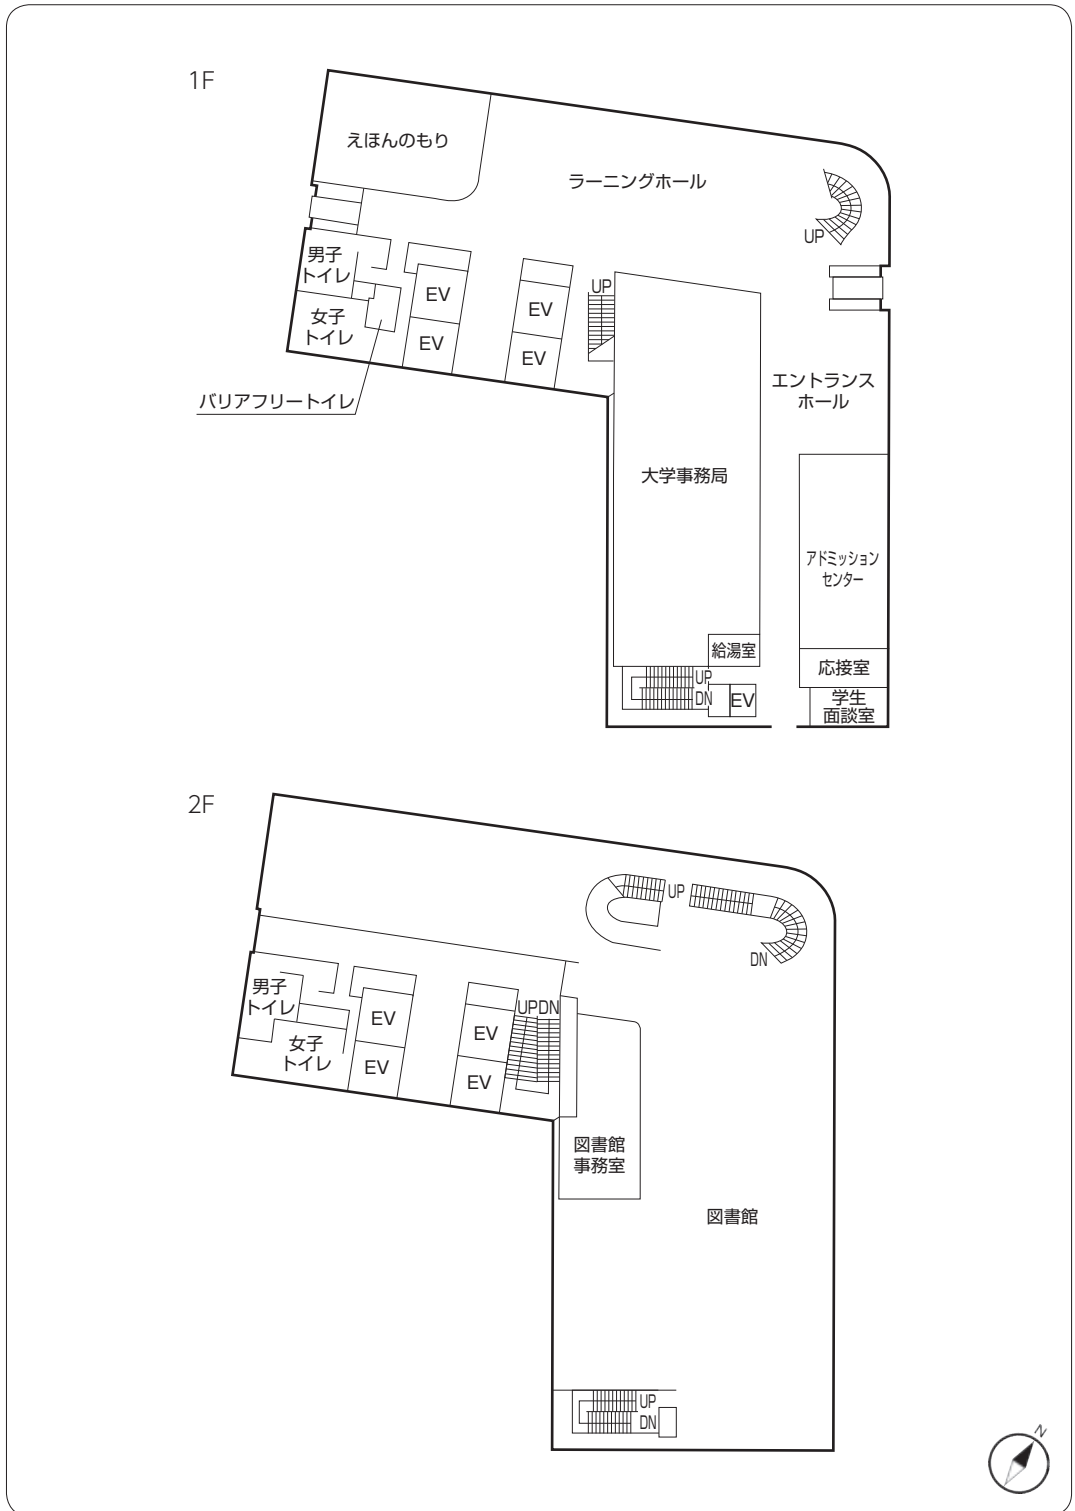 1F
えほんのもり
ラーニングホール
UP
男子
トイレ
EV
EV
UP
EV
女子
トイレ
EV
EV
バリアフリートイレ
エントランス
ホール
大学事務局
アドミッション
センター
給湯室
応接室
UP
DN
EV
学生
面談室
2F
UP
DN
男子
トイレ
EV
UPDN
EV
女子
トイレ
EV
EV
図書館
事務室
図書館
UP
DN
N